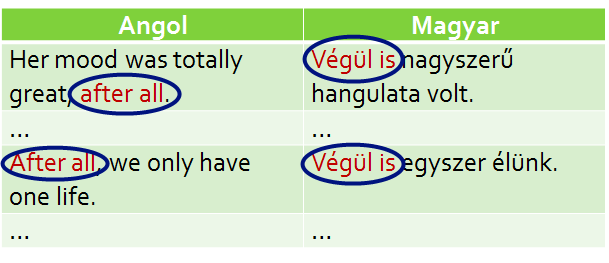 Angol
Magyar
Her mood was totally
great, after all.
Végül is nagyszerű
hangulata volt.
...
...
After all, we only have
one life.
Végül is egyszer élünk.
...
...